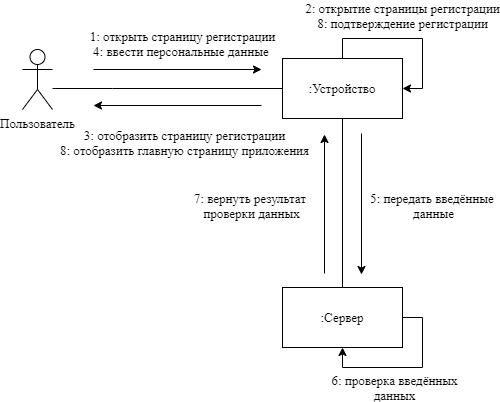 2: открытие страницы регистрации
8: подтверждение регистрации
1: открыть страницу регистрации
4: ввести персональные данные
:Устройство
Пользователь
3: отобразить страницу регистрации
8: отобразить главную страницу приложения
7: вернуть результат
проверки данных
5: передать введённые
данные
:Сервер
6: проверка введённых
данных